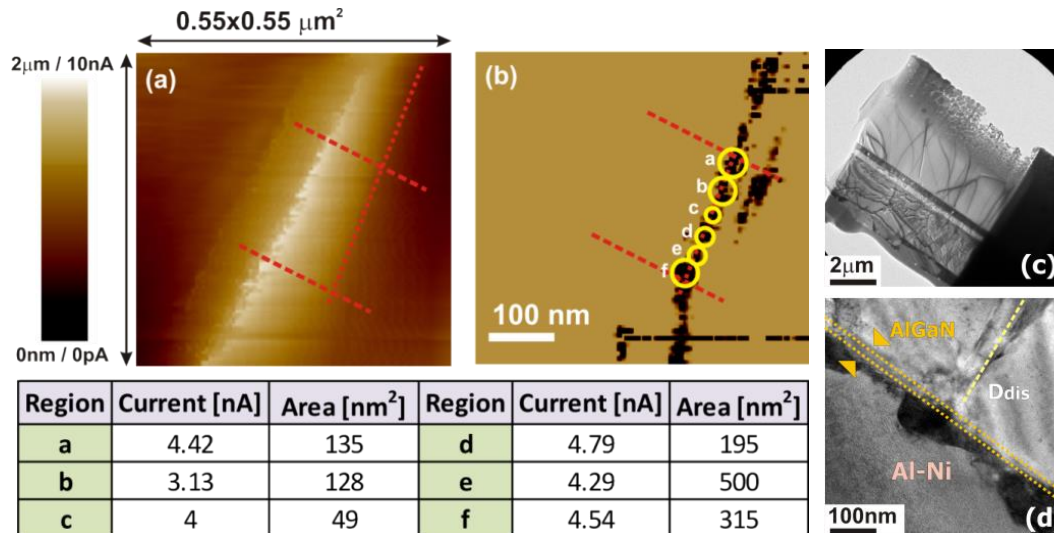 0.55x0.55 μm²
2μm / 10nA
0nm / 0pA
(a)
(b)
a
b
c
d
e
f
100 nm
2μm
(c)
AlGaN
Ddis
Al-Ni
100nm
(d)
Region Current [nA] Area [nm²] Region Current [nA] Area [nm²]
a 4.42 135 d 4.79 195
b 3.13 128 e 4.29 500
c 4 49 f 4.54 315